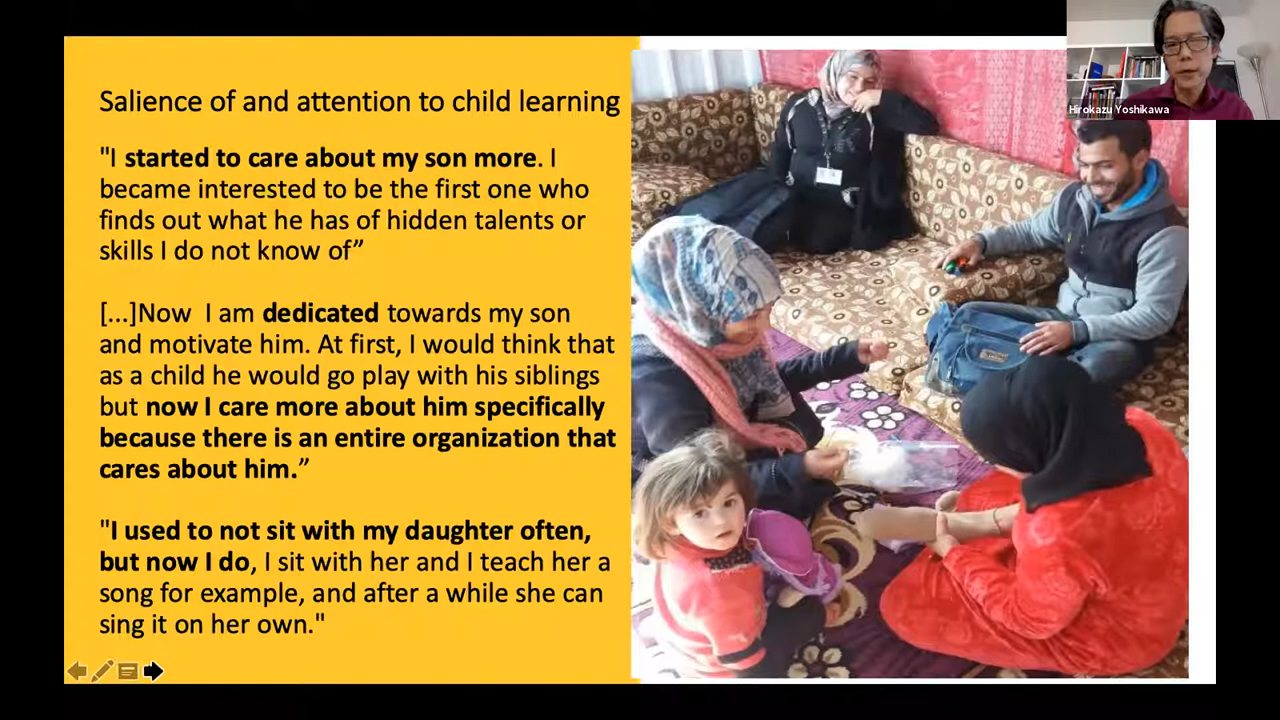 Hirokazu Yoshikawa
Salience of and attention to child learning
"I started to care about my son more. I
became interested to be the first one who
finds out what he has of hidden talents or
skills I do not know of”
[...]Now  I am dedicated towards my son
and motivate him. At first, I would think that
as a child he would go play with his siblings
but now I care more about him specifically
because there is an entire organization that
cares about him.”
"I used to not sit with my daughter often,
but now I do, I sit with her and I teach her a
song for example, and after a while she can
sing it on her own."